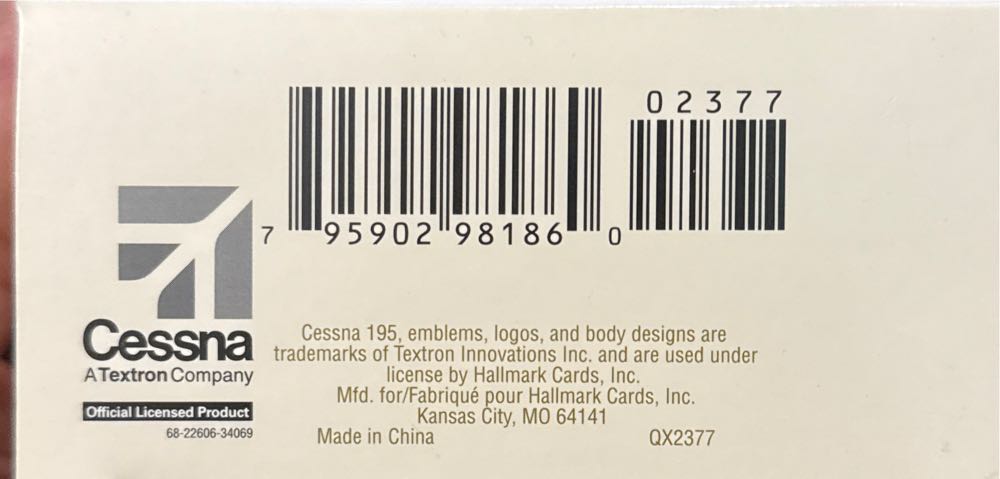 02377
7 95902 98186 0
Cessna
A Textron Company
Official Licensed Product
68-22606-34069
Cessna 195, emblems, logos, and body designs are
trademarks of Textron Innovations Inc. and are used under
license by Hallmark Cards, Inc.
Mfd. for/Fabriqué pour Hallmark Cards, Inc.
Kansas City, MO 64141
Made in China QX2377